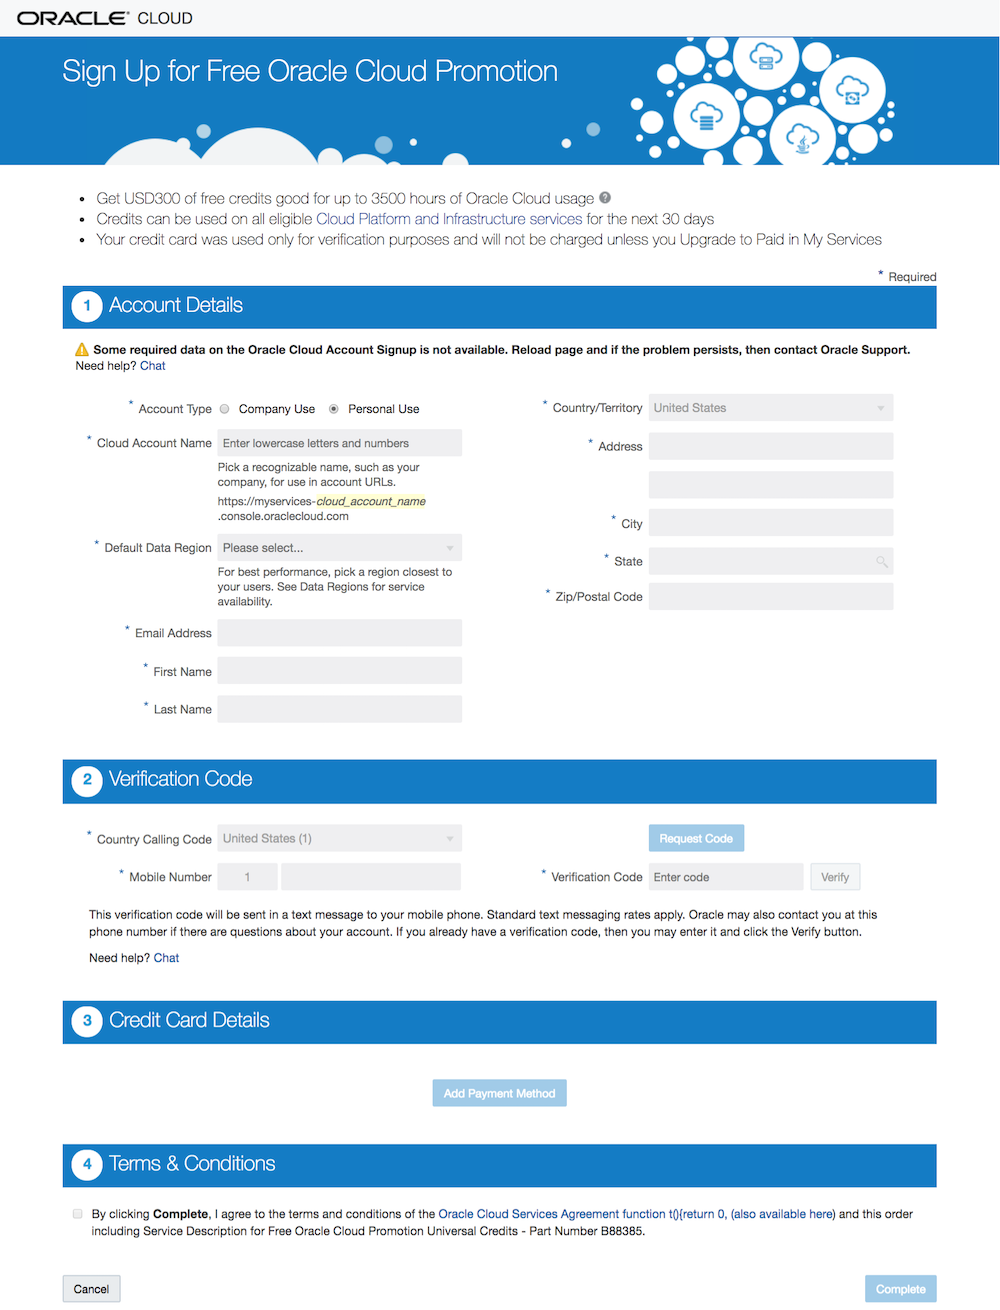 ORACLE® CLOUD
Sign Up for Free Oracle Cloud Promotion
• Get USD300 of free credits good for up to 3500 hours of Oracle Cloud usage ?
• Credits can be used on all eligible Cloud Platform and Infrastructure services for the next 30 days
• Your credit card was used only for verification purposes and will not be charged unless you Upgrade to Paid in My Services
* Required
1 Account Details
Some required data on the Oracle Cloud Account Signup is not available. Reload page and if the problem persists, then contact Oracle Support.
Need help? Chat
* Account Type Company Use Personal Use
* Cloud Account Name Enter lowercase letters and numbers
Pick a recognizable name, such as your
company, for use in account URLs.
https://myservices-cloud_account_name
.console.oraclecloud.com
* Default Data Region Please select...
For best performance, pick a region closest to
your users. See Data Regions for service
availability.
* Email Address
* First Name
* Last Name
* Country/Territory United States
* Address
* City
* State
* Zip/Postal Code
2 Verification Code
* Country Calling Code United States (1)
Request Code
* Mobile Number 1
* Verification Code Enter code Verify
This verification code will be sent in a text message to your mobile phone. Standard text messaging rates apply. Oracle may also contact you at this
phone number if there are questions about your account. If you already have a verification code, then you may enter it and click the Verify button.
Need help? Chat
3 Credit Card Details
Add Payment Method
4 Terms & Conditions
By clicking Complete, I agree to the terms and conditions of the Oracle Cloud Services Agreement function t(){return 0, (also available here) and this order
including Service Description for Free Oracle Cloud Promotion Universal Credits - Part Number B88385.
Cancel
Complete